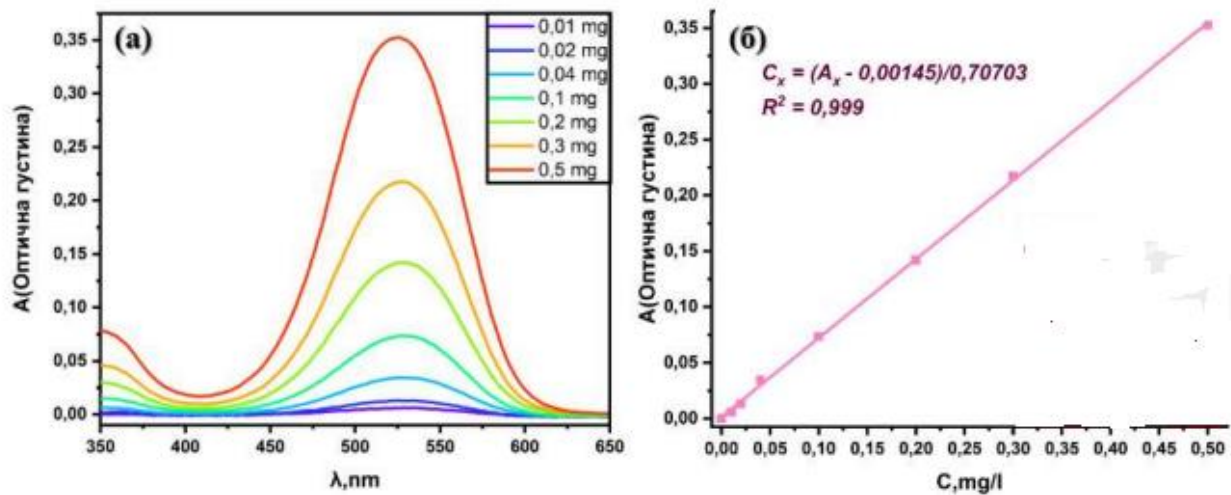 (а)
0,01 mg
0,02 mg
0,04 mg
0,1 mg
0,2 mg
0,3 mg
0,5 mg
А(Оптична густина)
0,35
0,30
0,25
0,20
0,15
0,10
0,05
0,00
350 400 450 500 550 600 650
λ,nm
(б)
Cx = (Ax - 0,00145)/0,70703
R² = 0,999
А(Оптична густина)
0,35
0,30
0,25
0,20
0,15
0,10
0,05
0,00
0,00 0,05 0,10 0,15 0,20 0,25 0,30 0,35 0,40 0,45 0,50
C,mg/l